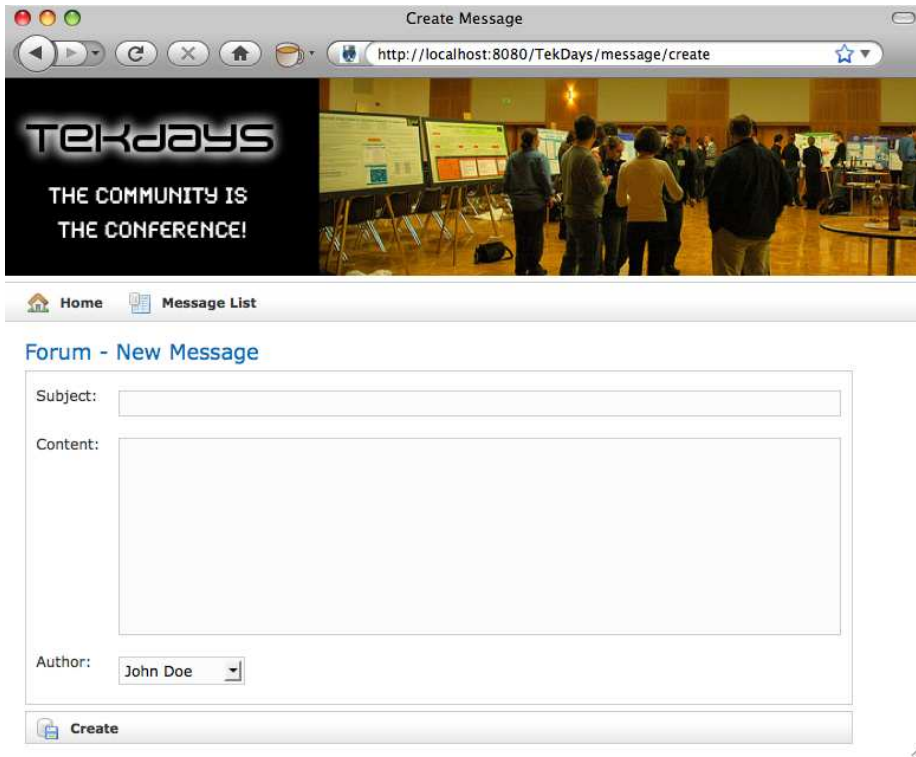 Create Message
http://localhost:8080/TekDays/message/create
TekDays
THE COMMUNITY IS
THE CONFERENCE!
Home
Message List
Forum - New Message
Subject:
Content:
Author:
John Doe
Create